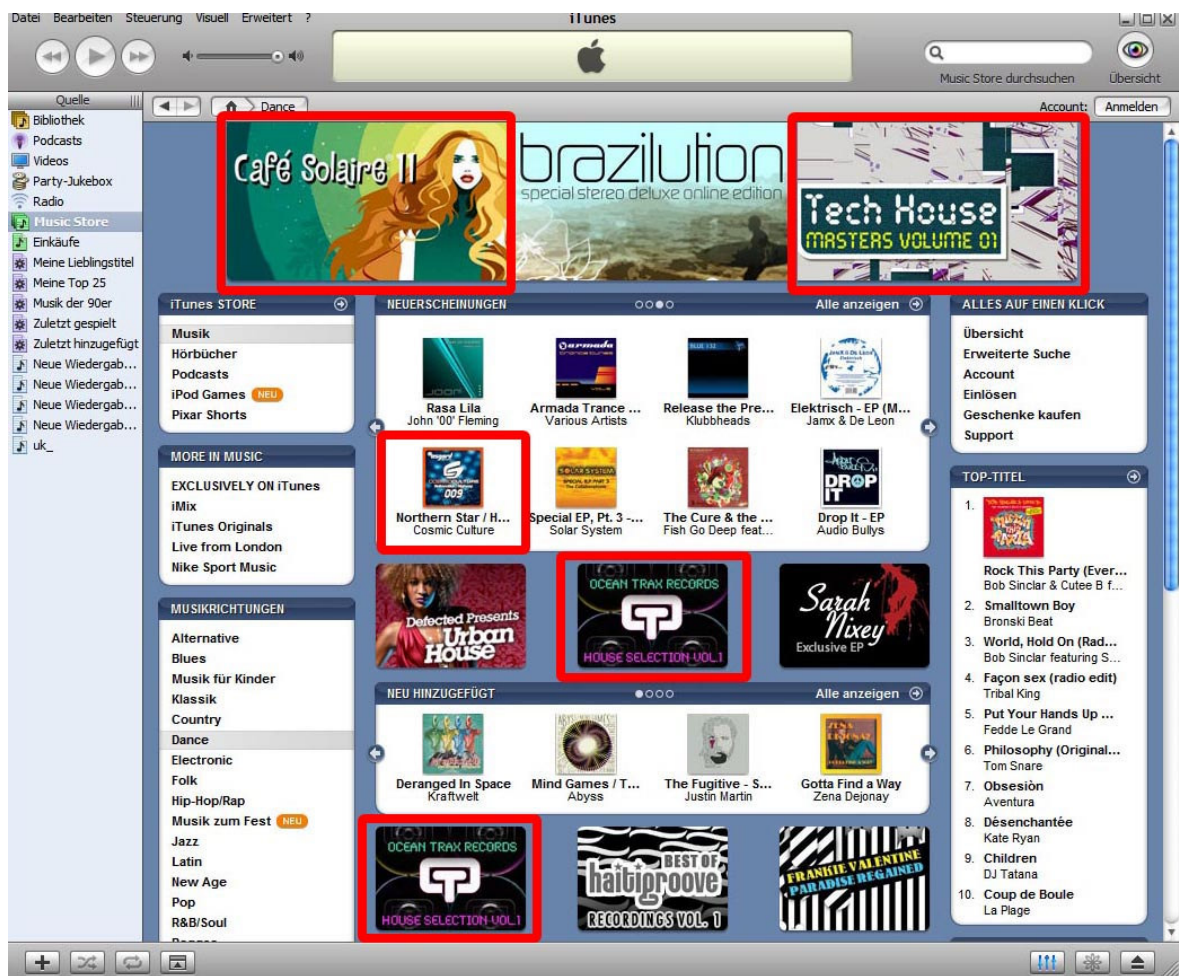 Datei Bearbeiten Steuerung Visuell Erweitert ?
iTunes
Music Store durchsuchen
Übersicht
Quelle
Bibliothek
Podcasts
Videos
Party-Jukebox
Radio
Music Store
Einkäufe
Meine Lieblingstitel
Meine Top 25
Musik der 90er
Zuletzt gespielt
Zuletzt hinzugefügt
Neue Wiedergab...
Neue Wiedergab...
Neue Wiedergab...
Neue Wiedergab...
uk_
Dance
Account: Anmelden
Café Solaire II
brazilution
special stereo deluxe online edition
Tech House
MASTERS VOLUME 01
iTunes STORE
Musik
Hörbücher
Podcasts
iPod Games NEU
Pixar Shorts
MORE IN MUSIC
EXCLUSIVELY ON iTunes
iMix
iTunes Originals
Live from London
Nike Sport Music
MUSIKRICHTUNGEN
Alternative
Blues
Musik für Kinder
Klassik
Country
Dance
Electronic
Folk
Hip-Hop/Rap
Musik zum Fest NEU
Jazz
Latin
New Age
Pop
R&B/Soul
Reggae
NEUERSCHEINUNGEN
Alle anzeigen
armada
Rasa Lila
John '00' Fleming
Armada Trance ...
Various Artists
Release the Pre...
Klubbheads
Elektrisch - EP (M...
Jamx & De Leon
009
SOLAR SYSTEM
DROP
IT
Northern Star / H...
Cosmic Culture
Special EP, Pt. 3 -...
Solar System
The Cure & the ...
Fish Go Deep feat...
Drop It - EP
Audio Bullys
Defected Presents
Urban
House
OCEAN TRAX RECORDS
HOUSE SELECTION VOL.1
Sarah
Nixey
Exclusive EP
NEU HINZUGEFÜGT
Alle anzeigen
Deranged In Space
Kraftwelt
Mind Games / T...
Abyss
The Fugitive - S...
Justin Martin
Gotta Find a Way
Zena Dejonay
OCEAN TRAX RECORDS
HOUSE SELECTION VOL.1
BEST OF
haitigroove
RECORDINGS VOL. 1
FRANKIE VALENTINE
PARADISE REGAINED
ALLES AUF EINEN KLICK
Übersicht
Erweiterte Suche
Account
Einlösen
Geschenke kaufen
Support
TOP-TITEL
1.
Rock This Party (Ever...
Bob Sinclar & Cutee B f...
2. Smalltown Boy
Bronski Beat
3. World, Hold On (Rad...
Bob Sinclar featuring S...
4. Façon sex (radio edit)
Tribal King
5. Put Your Hands Up ...
Fedde Le Grand
6. Philosophy (Original...
Tom Snare
7. Obsesiòn
Aventura
8. Désenchantée
Kate Ryan
9. Children
DJ Tatana
10. Coup de Boule
La Plage